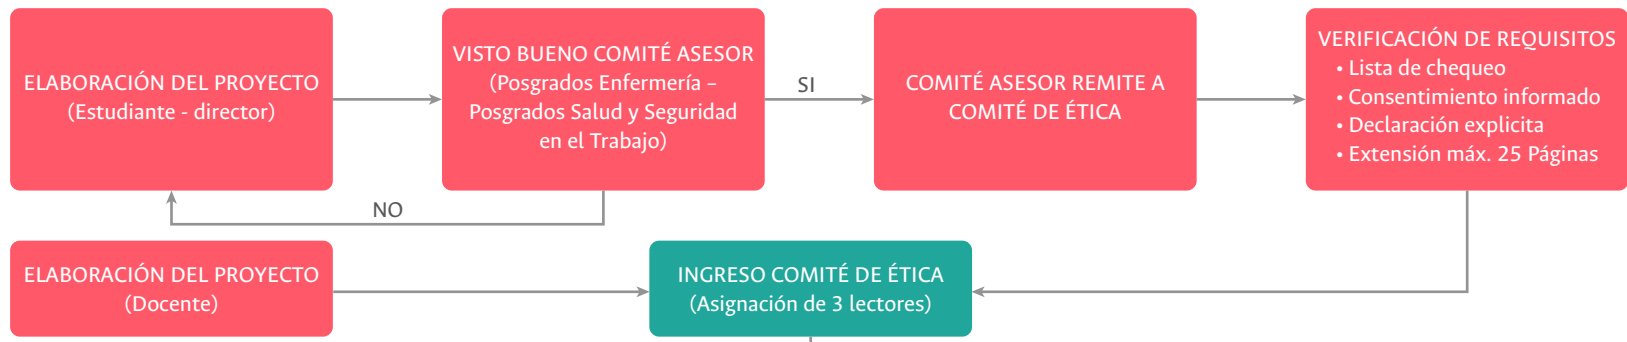 ELABORACIÓN DEL PROYECTO
(Estudiante - director)
VISTO BUENO COMITÉ ASESOR
(Posgrados Enfermería –
Posgrados Salud y Seguridad
en el Trabajo)
SI
COMITÉ ASESOR REMITE A
COMITÉ DE ÉTICA
VERIFICACIÓN DE REQUISITOS
• Lista de chequeo
• Consentimiento informado
• Declaración explicita
• Extensión máx. 25 Páginas
NO
ELABORACIÓN DEL PROYECTO
(Docente)
INGRESO COMITÉ DE ÉTICA
(Asignación de 3 lectores)